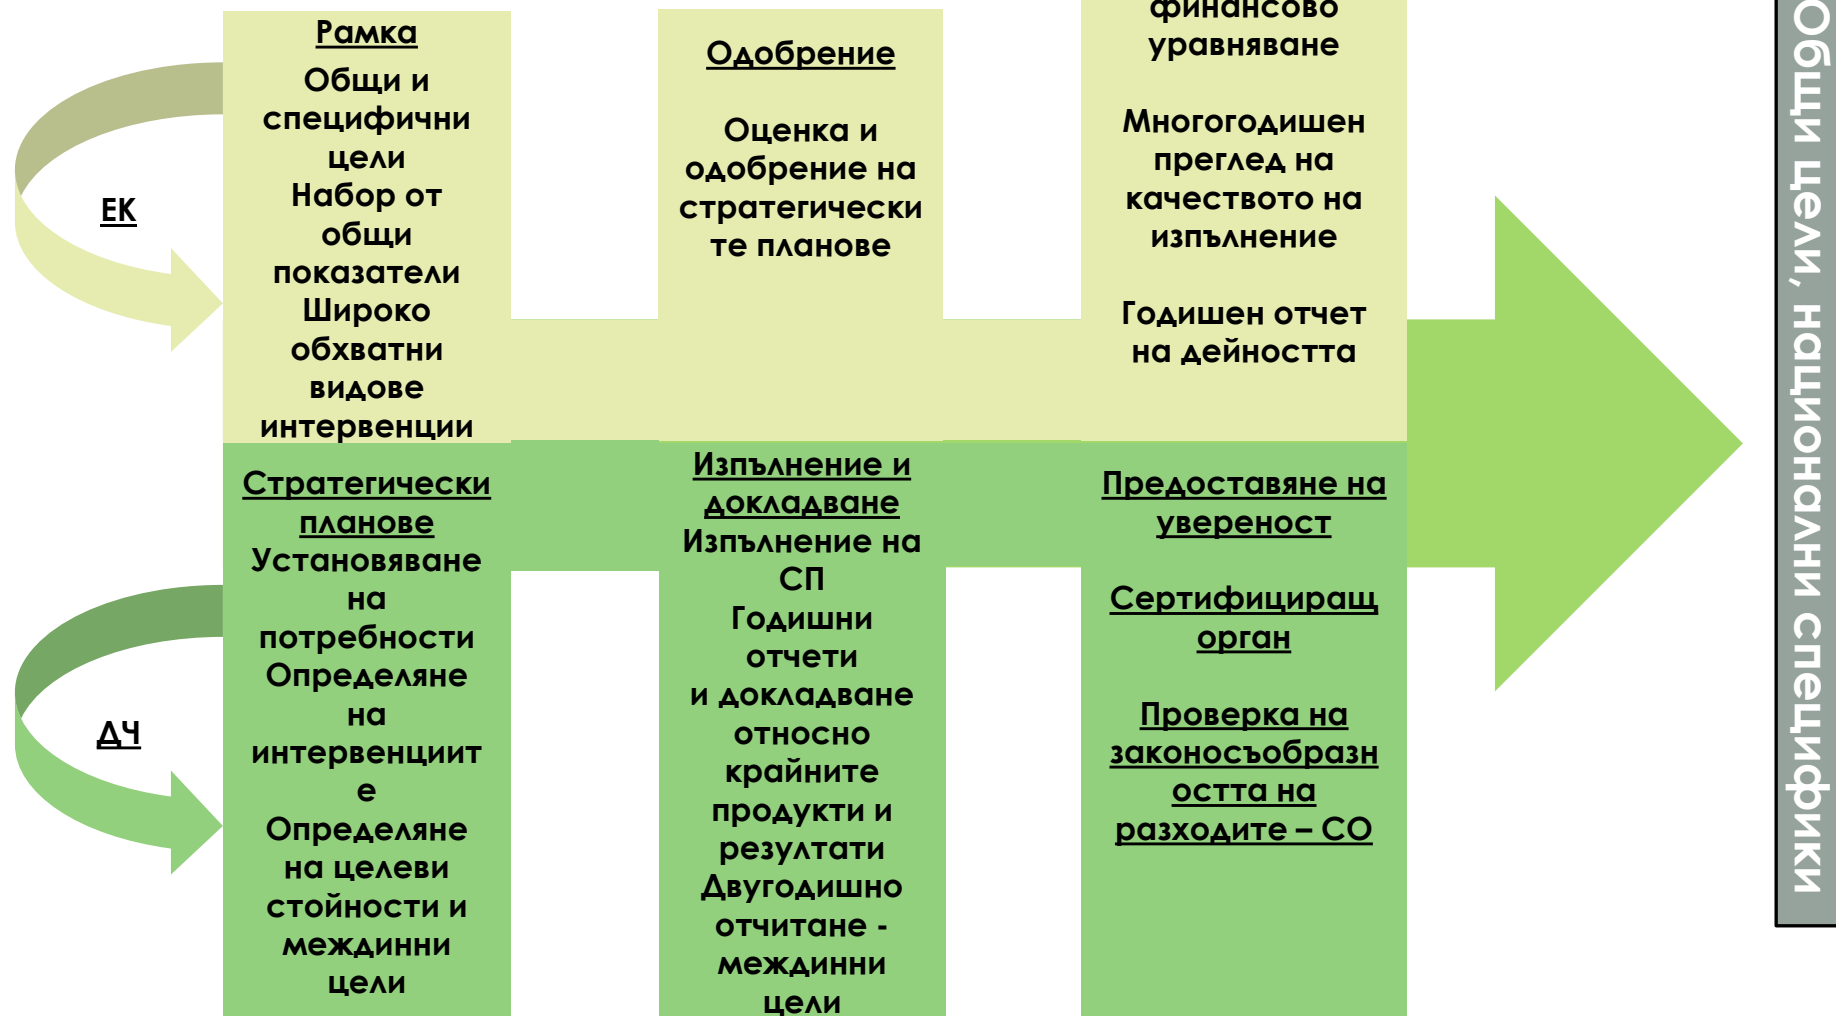 ЕК
Рамка
Общи и
специфични
цели
Набор от
общи
показатели
Широко
обхватни
видове
интервенции
Одобрение
Оценка и
одобрение на
стратегически
те планове
финансово
уравняване
Многогодишен
преглед на
качеството на
изпълнение
Годишен отчет
на дейността
ДЧ
Стратегически
планове
Установяване
на
потребности
Определяне
на
интервенциит
е
Определяне
на целеви
стойности и
междинни
цели
Изпълнение и
докладване
Изпълнение на
СП
Годишни
отчети
и докладване
относно
крайните
продукти и
резултати
Двугодишно
отчитане -
междинни
цели
Предоставяне на
увереност
Сертифициращ
орган
Проверка на
законосъобразн
остта на
разходите – СО
Общи цели, национални специфики